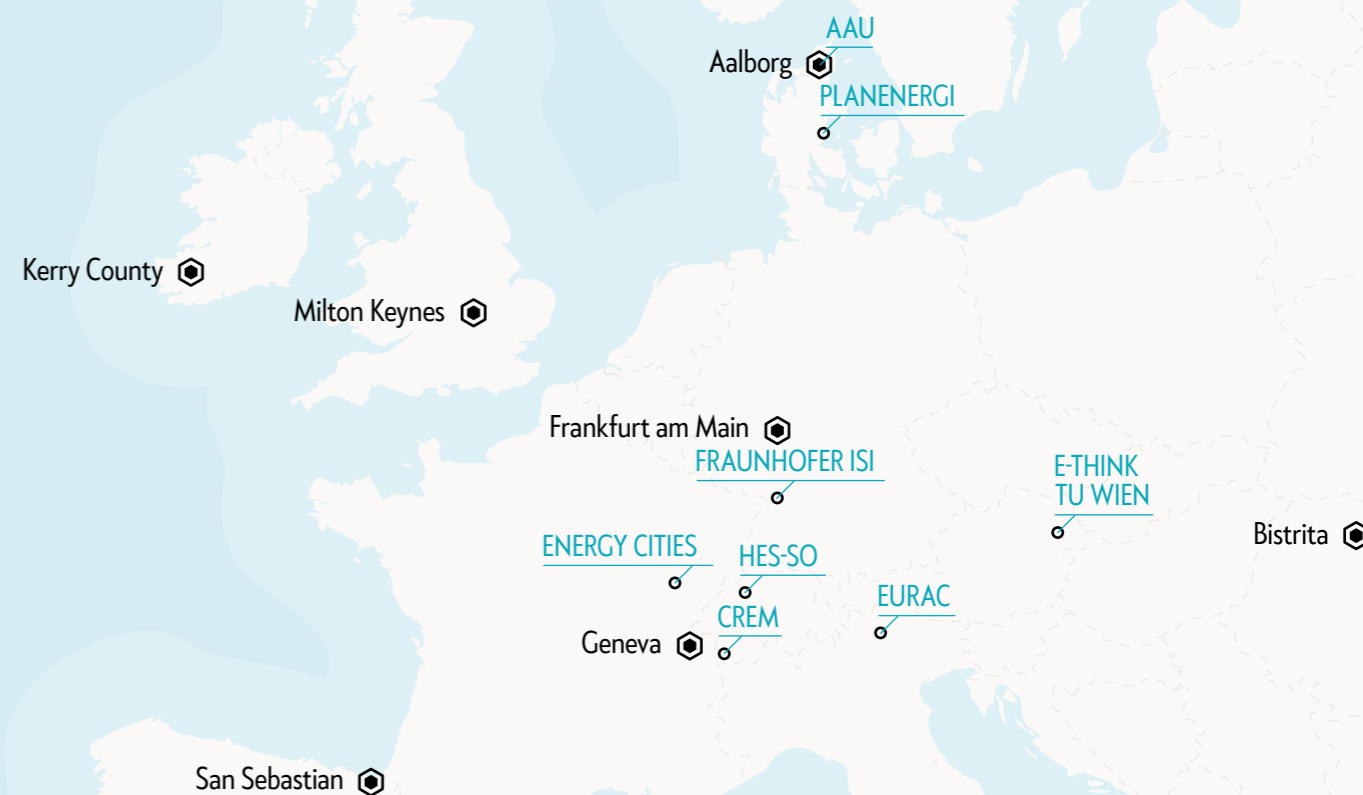 AAU
Aalborg
PLANENERGI
Kerry County
Milton Keynes
Frankfurt am Main
FRAUNHOFER ISI
E-THINK
TU WIEN
Bistrita
ENERGY CITIES
HES-SO
EURAC
CREM
Geneva
San Sebastian